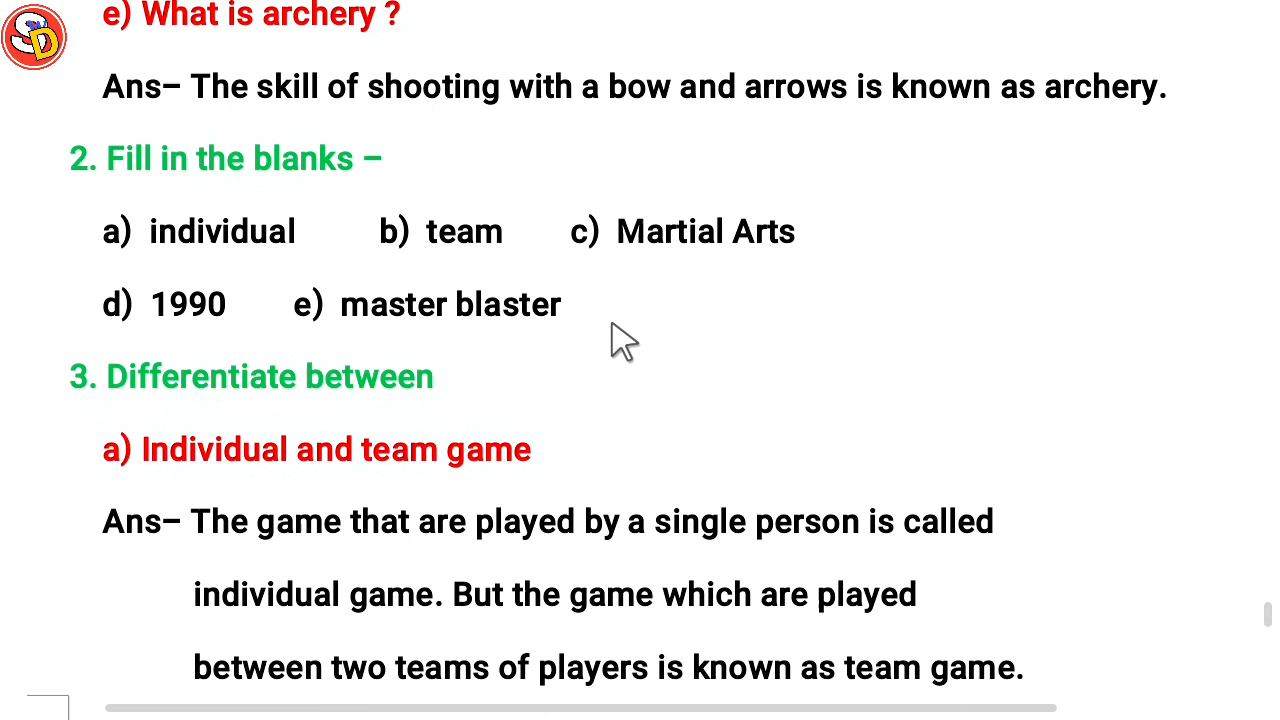 e) What is archery ?
SD
Ans– The skill of shooting with a bow and arrows is known as archery.
2. Fill in the blanks –
a) individual b) team c) Martial Arts
d) 1990 e) master blaster
3. Differentiate between
a) Individual and team game
Ans– The game that are played by a single person is called
individual game. But the game which are played
between two teams of players is known as team game.